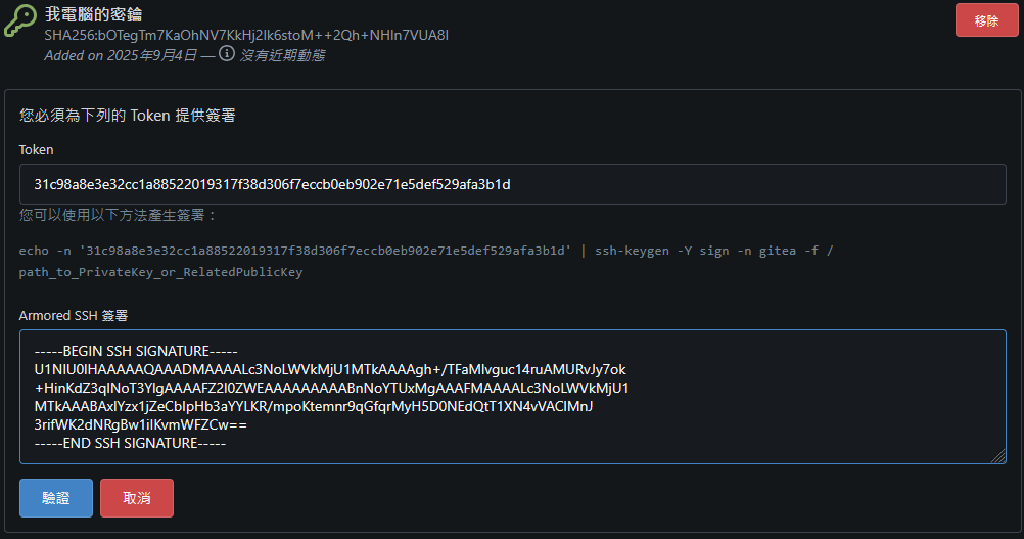 我電腦的密鑰
移除
SHA256:bOTegTm7KaOhNV7KkHj2Ik6stoIM++2Qh+NHIn7VUA8I
Added on 2025年9月4日 — 沒有近期動態
您必須為下列的 Token 提供簽署
Token
31c98a8e3e32cc1a88522019317f38d306f7eccb0eb902e71e5def529afa3b1d
您可以使用以下方法產生簽署：
echo -n '31c98a8e3e32cc1a88522019317f38d306f7eccb0eb902e71e5def529afa3b1d' | ssh-keygen -Y sign -n gitea -f /
path_to_PrivateKey_or_RelatedPublicKey
Armored SSH 簽署
-----BEGIN SSH SIGNATURE-----
U1NIU0lHAAAAAQAAADMAAAALc3NoLWVkMjU1MTkAAAAgh+/TFaMlvguc14ruAMURvJy7ok
+HinKdZ3qINoT3YIgAAAAFZ2l0ZWEAAAAAAAAABnNoYTUxMgAAAFMAAAALc3NoLWVkMjU1
MTkAAABAxIYzx1jZeCbIpHb3aYYLKR/mpoKtemnr9qGfqrMyH5D0NEdQtT1XN4vVAClMnJ
3rifWK2dNRgBw1iIKvmWFZCw==
-----END SSH SIGNATURE-----
驗證
取消